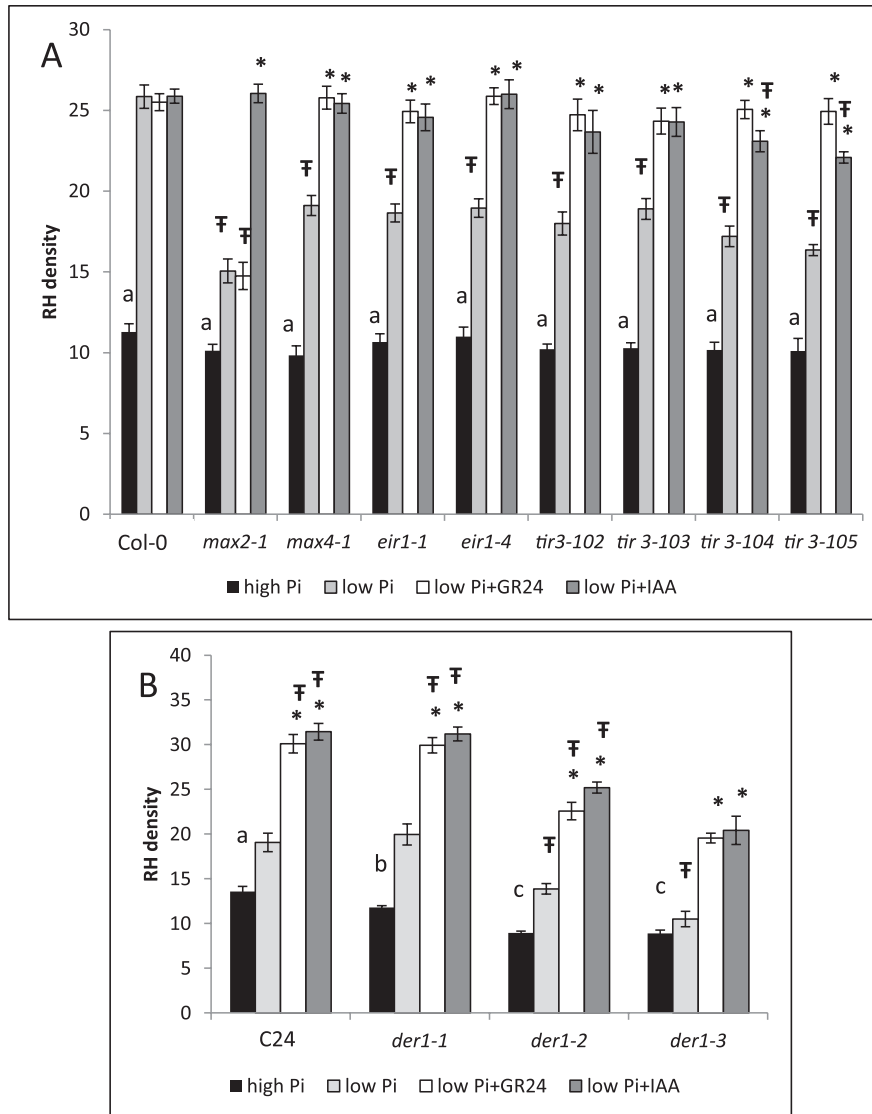 A
RH density
30
25
20
15
10
5
0
a
a
a
a
a
a
a
a
a
Ŧ
Ŧ
*
Ŧ
*
*
Ŧ
*
*
Ŧ
*
*
Ŧ
*
*
Ŧ
*
*
Ŧ
*
Ŧ
*
Ŧ
*
Ŧ
*
Col-0 max2-1 max4-1 eir1-1 eir1-4 tir3-102 tir 3-103 tir 3-104 tir 3-105
high Pi low Pi low Pi+GR24 low Pi+IAA
B
RH density
40
35
30
25
20
15
10
5
0
a
Ŧ
*
Ŧ
*
b
Ŧ
*
Ŧ
*
c
Ŧ
Ŧ
*
Ŧ
*
c
Ŧ
*
*
C24 der1-1 der1-2 der1-3
high Pi low Pi low Pi+GR24 low Pi+IAA